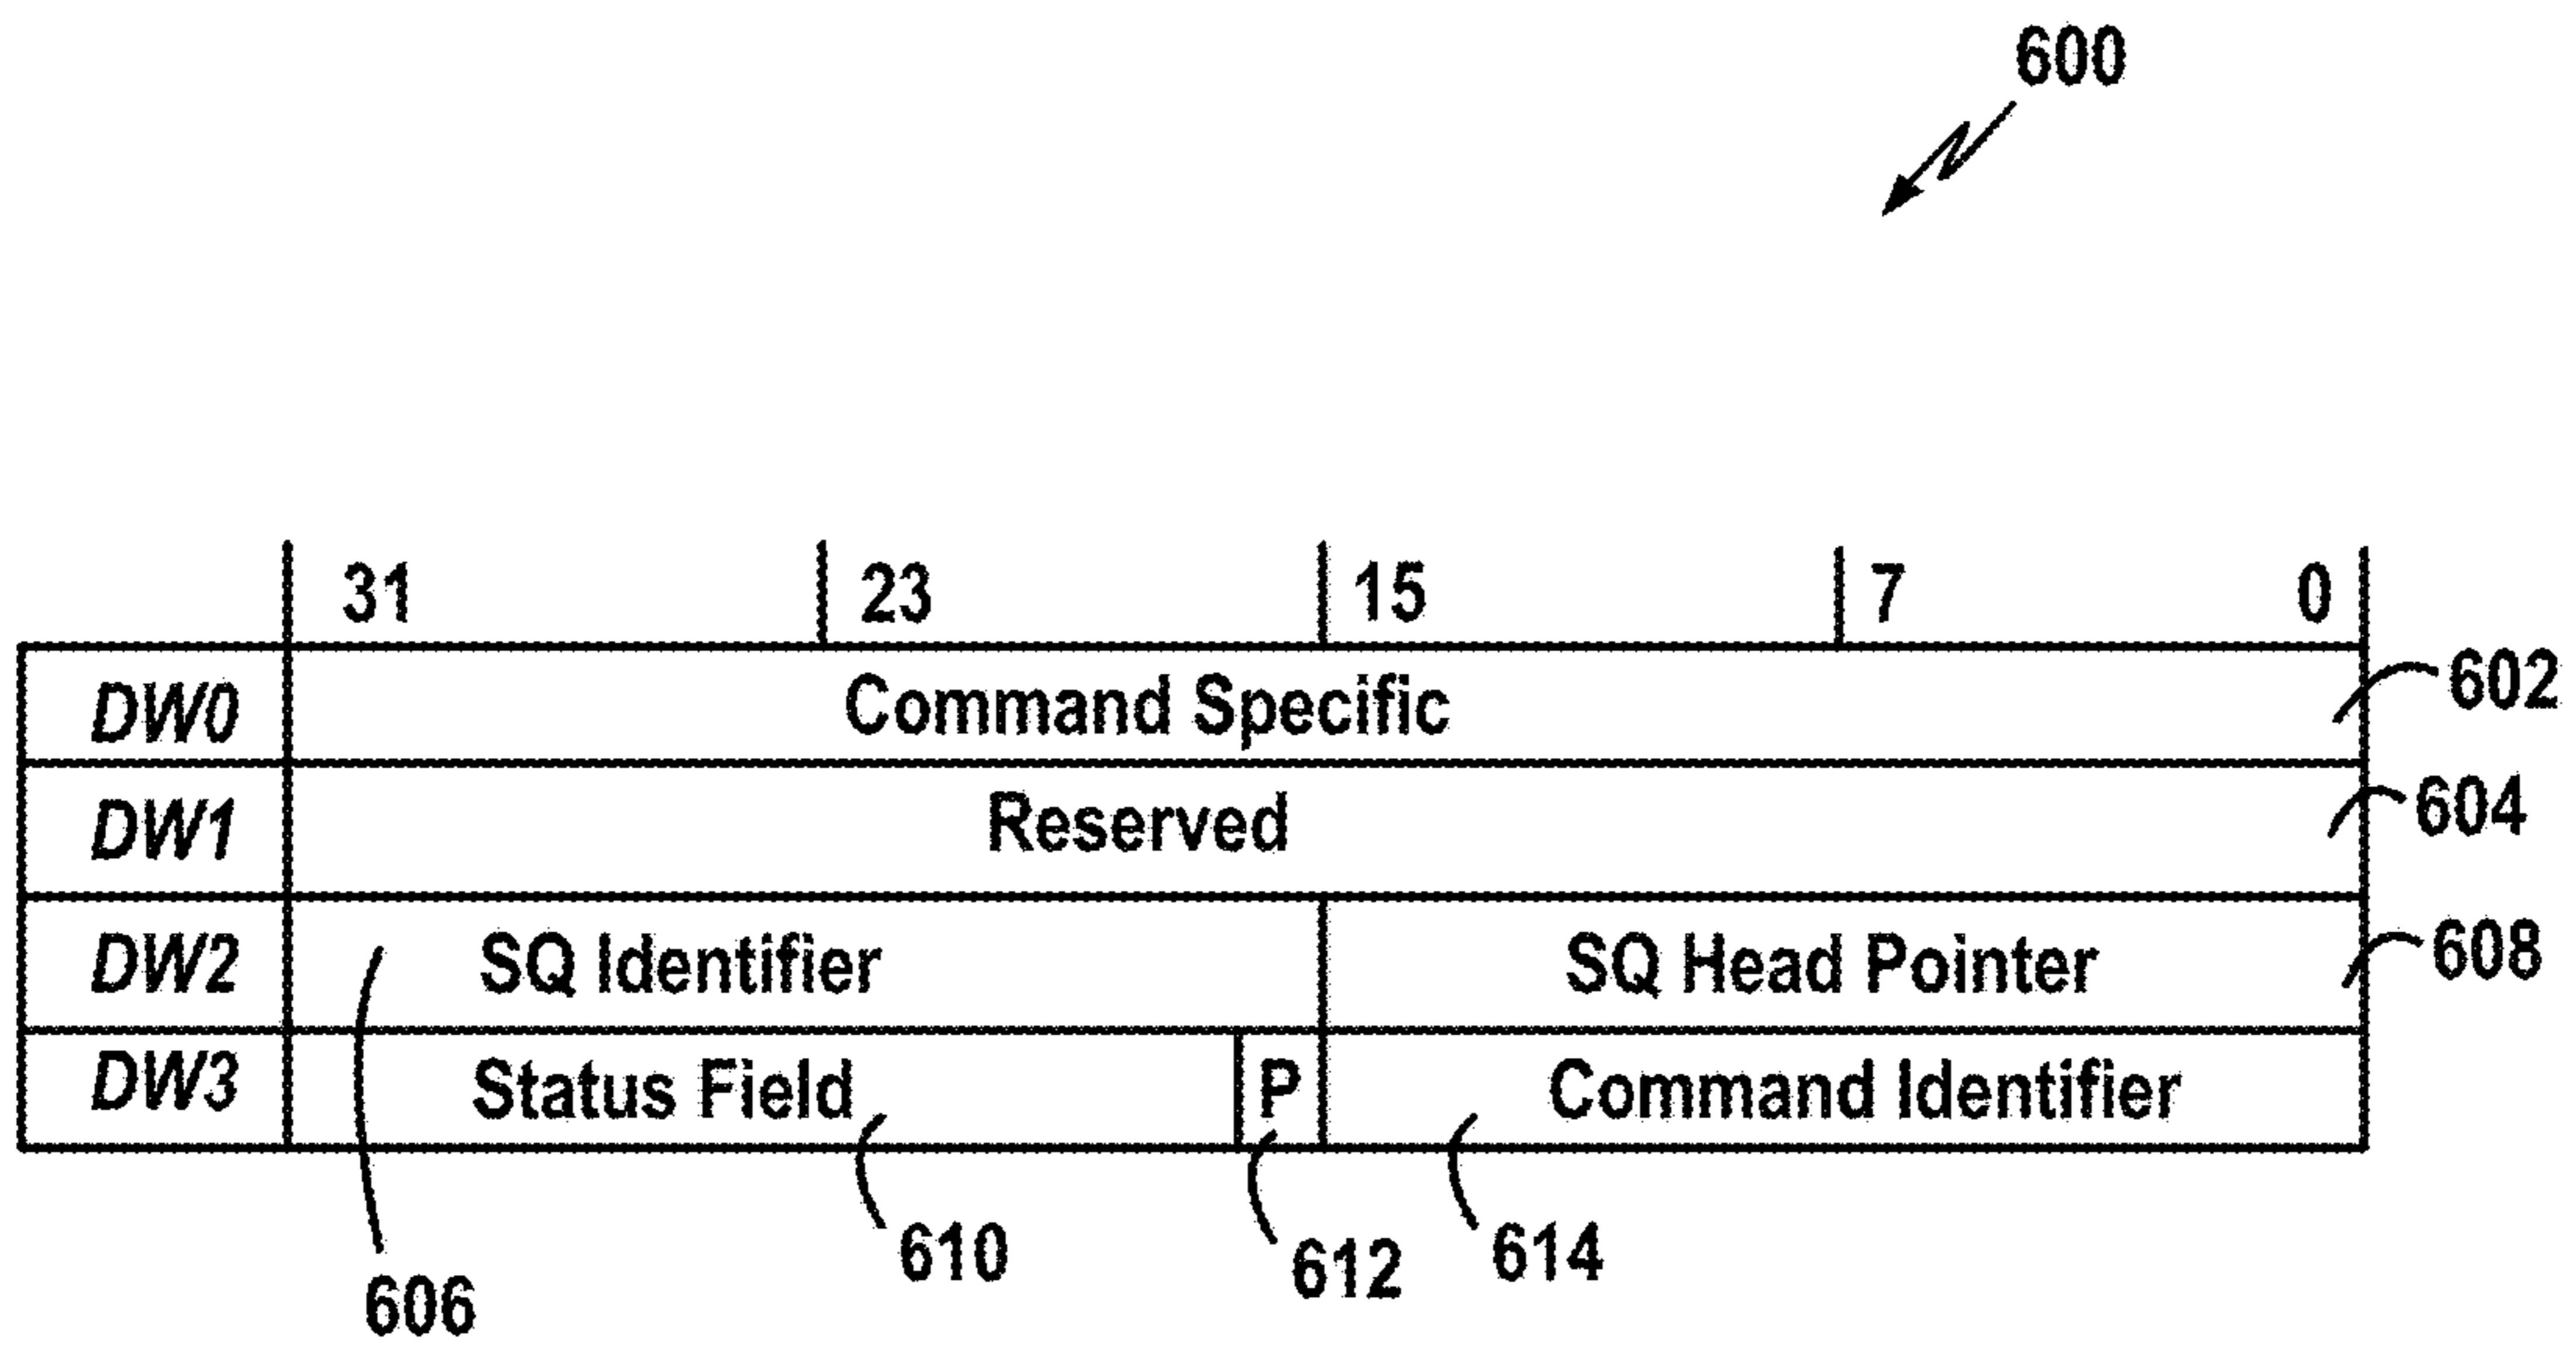 600
31 23 15 7 0
DW0 Command Specific 602
DW1 Reserved 604
DW2 SQ Identifier SQ Head Pointer 608
DW3 Status Field P Command Identifier
606 610 612 614